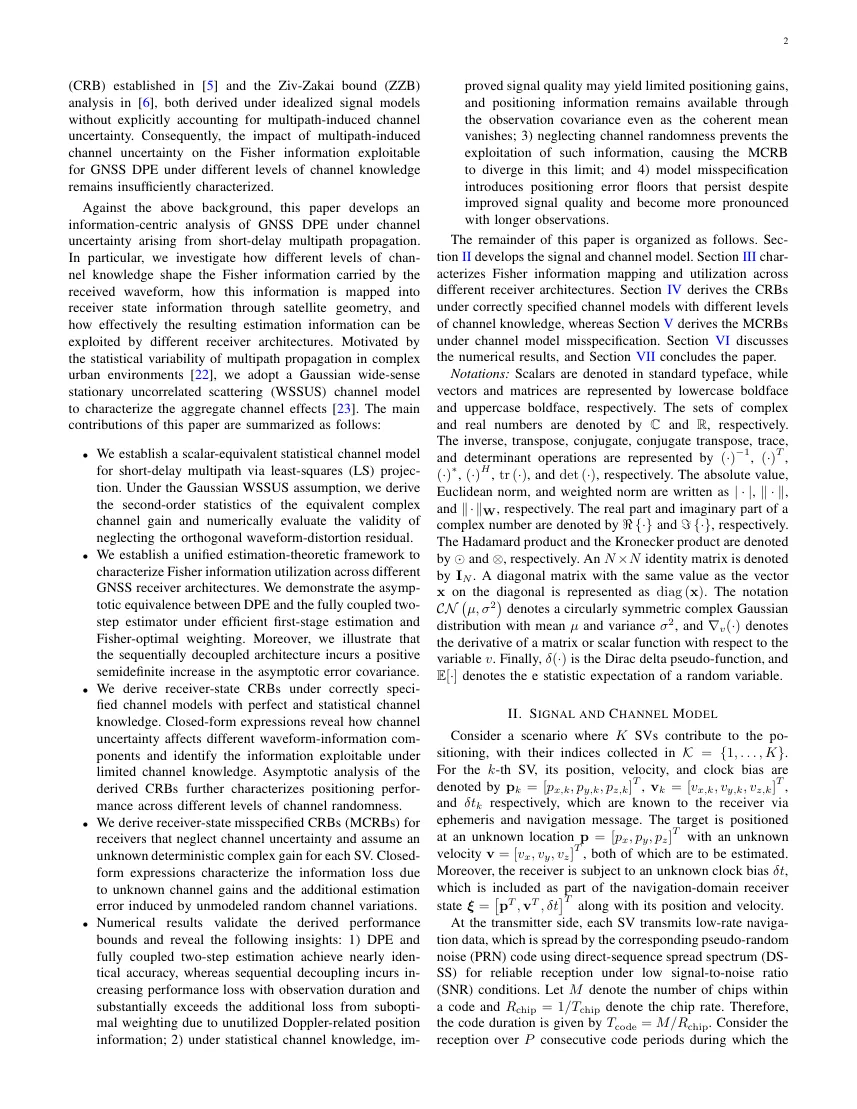 2
(CRB) established in [5] and the Ziv-Zakai bound (ZZB)
analysis in [6], both derived under idealized signal models
without explicitly accounting for multipath-induced channel
uncertainty. Consequently, the impact of multipath-induced
channel uncertainty on the Fisher information exploitable
for GNSS DPE under different levels of channel knowledge
remains insufficiently characterized.
Against the above background, this paper develops an
information-centric analysis of GNSS DPE under channel
uncertainty arising from short-delay multipath propagation.
In particular, we investigate how different levels of chan-
nel knowledge shape the Fisher information carried by the
received waveform, how this information is mapped into
receiver state information through satellite geometry, and
how effectively the resulting estimation information can be
exploited by different receiver architectures. Motivated by
the statistical variability of multipath propagation in complex
urban environments [22], we adopt a Gaussian wide-sense
stationary uncorrelated scattering (WSSUS) channel model
to characterize the aggregate channel effects [23]. The main
contributions of this paper are summarized as follows:
• We establish a scalar-equivalent statistical channel model
for short-delay multipath via least-squares (LS) projec-
tion. Under the Gaussian WSSUS assumption, we derive
the second-order statistics of the equivalent complex
channel gain and numerically evaluate the validity of
neglecting the orthogonal waveform-distortion residual.
• We establish a unified estimation-theoretic framework to
characterize Fisher information utilization across different
GNSS receiver architectures. We demonstrate the asymp-
totic equivalence between DPE and the fully coupled two-
step estimator under efficient first-stage estimation and
Fisher-optimal weighting. Moreover, we illustrate that
the sequentially decoupled architecture incurs a positive
semidefinite increase in the asymptotic error covariance.
• We derive receiver-state CRBs under correctly speci-
fied channel models with perfect and statistical channel
knowledge. Closed-form expressions reveal how channel
uncertainty affects different waveform-information com-
ponents and identify the information exploitable under
limited channel knowledge. Asymptotic analysis of the
derived CRBs further characterizes positioning perfor-
mance across different levels of channel randomness.
• We derive receiver-state misspecified CRBs (MCRBs) for
receivers that neglect channel uncertainty and assume an
unknown deterministic complex gain for each SV. Closed-
form expressions characterize the information loss due
to unknown channel gains and the additional estimation
error induced by unmodeled random channel variations.
• Numerical results validate the derived performance
bounds and reveal the following insights: 1) DPE and
fully coupled two-step estimation achieve nearly iden-
tical accuracy, whereas sequential decoupling incurs in-
creasing performance loss with observation duration and
substantially exceeds the additional loss from subopti-
mal weighting due to unutilized Doppler-related position
information; 2) under statistical channel knowledge, im-
proved signal quality may yield limited positioning gains,
and positioning information remains available through
the observation covariance even as the coherent mean
vanishes; 3) neglecting channel randomness prevents the
exploitation of such information, causing the MCRB
to diverge in this limit; and 4) model misspecification
introduces positioning error floors that persist despite
improved signal quality and become more pronounced
with longer observations.
The remainder of this paper is organized as follows. Sec-
tion II develops the signal and channel model. Section III char-
acterizes Fisher information mapping and utilization across
different receiver architectures. Section IV derives the CRBs
under correctly specified channel models with different levels
of channel knowledge, whereas Section V derives the MCRBs
under channel model misspecification. Section VI discusses
the numerical results, and Section VII concludes the paper.
Notations: Scalars are denoted in standard typeface, while
vectors and matrices are represented by lowercase boldface
and uppercase boldface, respectively. The sets of complex
and real numbers are denoted by ℂ and ℝ, respectively.
The inverse, transpose, conjugate, conjugate transpose, trace,
and determinant operations are represented by (·)⁻¹, (·)ᵀ,
(·)*, (·)ᴴ, tr (·), and det (·), respectively. The absolute value,
Euclidean norm, and weighted norm are written as | · |, ‖ · ‖,
and ‖·‖_W, respectively. The real part and imaginary part of a
complex number are denoted by ℜ {·} and ℑ {·}, respectively.
The Hadamard product and the Kronecker product are denoted
by ⊙ and ⊗, respectively. An N×N identity matrix is denoted
by I_N. A diagonal matrix with the same value as the vector
x on the diagonal is represented as diag (x). The notation
𝒞𝒩 (μ, σ²) denotes a circularly symmetric complex Gaussian
distribution with mean μ and variance σ², and ∇_v(·) denotes
the derivative of a matrix or scalar function with respect to the
variable v. Finally, δ(·) is the Dirac delta pseudo-function, and
𝔼[·] denotes the e statistic expectation of a random variable.
II. SIGNAL AND CHANNEL MODEL
Consider a scenario where K SVs contribute to the po-
sitioning, with their indices collected in 𝒦 = {1, . . . , K}.
For the k-th SV, its position, velocity, and clock bias are
denoted by p_k = [p_{x,k}, p_{y,k}, p_{z,k}]ᵀ, v_k = [v_{x,k}, v_{y,k}, v_{z,k}]ᵀ,
and δt_k respectively, which are known to the receiver via
ephemeris and navigation message. The target is positioned
at an unknown location p = [p_x, p_y, p_z]ᵀ with an unknown
velocity v = [v_x, v_y, v_z]ᵀ, both of which are to be estimated.
Moreover, the receiver is subject to an unknown clock bias δt,
which is included as part of the navigation-domain receiver
state ξ = [pᵀ, vᵀ, δt]ᵀ along with its position and velocity.
At the transmitter side, each SV transmits low-rate naviga-
tion data, which is spread by the corresponding pseudo-random
noise (PRN) code using direct-sequence spread spectrum (DS-
SS) for reliable reception under low signal-to-noise ratio
(SNR) conditions. Let M denote the number of chips within
a code and R_chip = 1/T_chip denote the chip rate. Therefore,
the code duration is given by T_code = M/R_chip. Consider the
reception over P consecutive code periods during which the